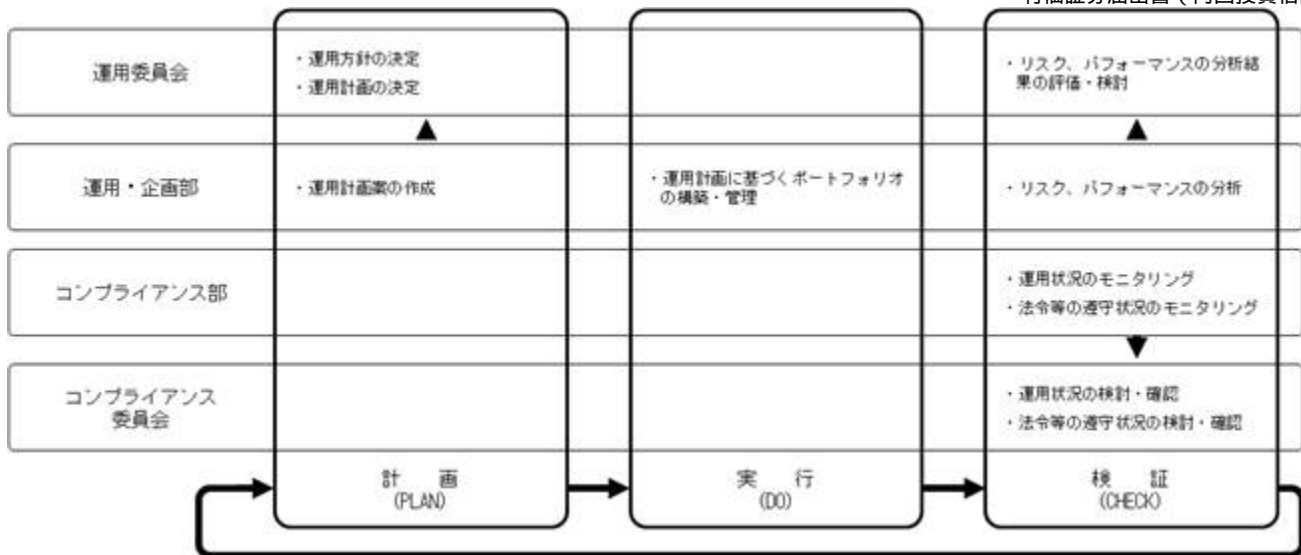 運用委員会
・運用方針の決定
・運用計画の決定
・リスク、パフォーマンスの分析結
果の評価・検討
運用・企画部
・運用計画案の作成
・運用計画に基づくポートフォリオ
の構築・管理
・リスク、パフォーマンスの分析
コンプライアンス部
・運用状況のモニタリング
・法令等の遵守状況のモニタリング
コンプライアンス
委員会
・運用状況の検討・確認
・法令等の遵守状況の検討・確認
計 画
(PLAN)
実 行
(DO)
検 証
(CHECK)